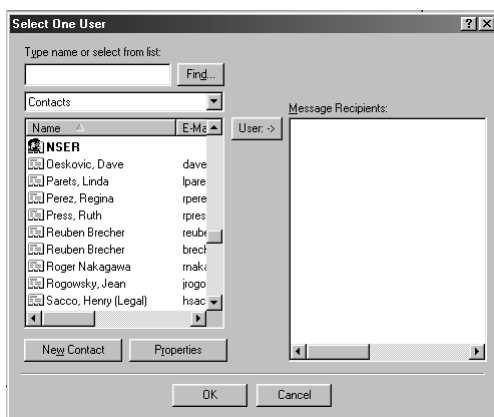 Select One User
Type name or select from list:
Find...
Contacts
Message Recipients:
Name E-Ma User: ->
NSER
Oeskovic, Dave dave
Parets, Linda lpare
Perez, Regina rpere
Press, Ruth rpres
Reuben Brecher reube
Reuben Brecher brech
Roger Nakagawa rnaka
Rogowsky, Jean jrogo
Sacco, Henry (Legal) hsac
New Contact Properties
OK Cancel